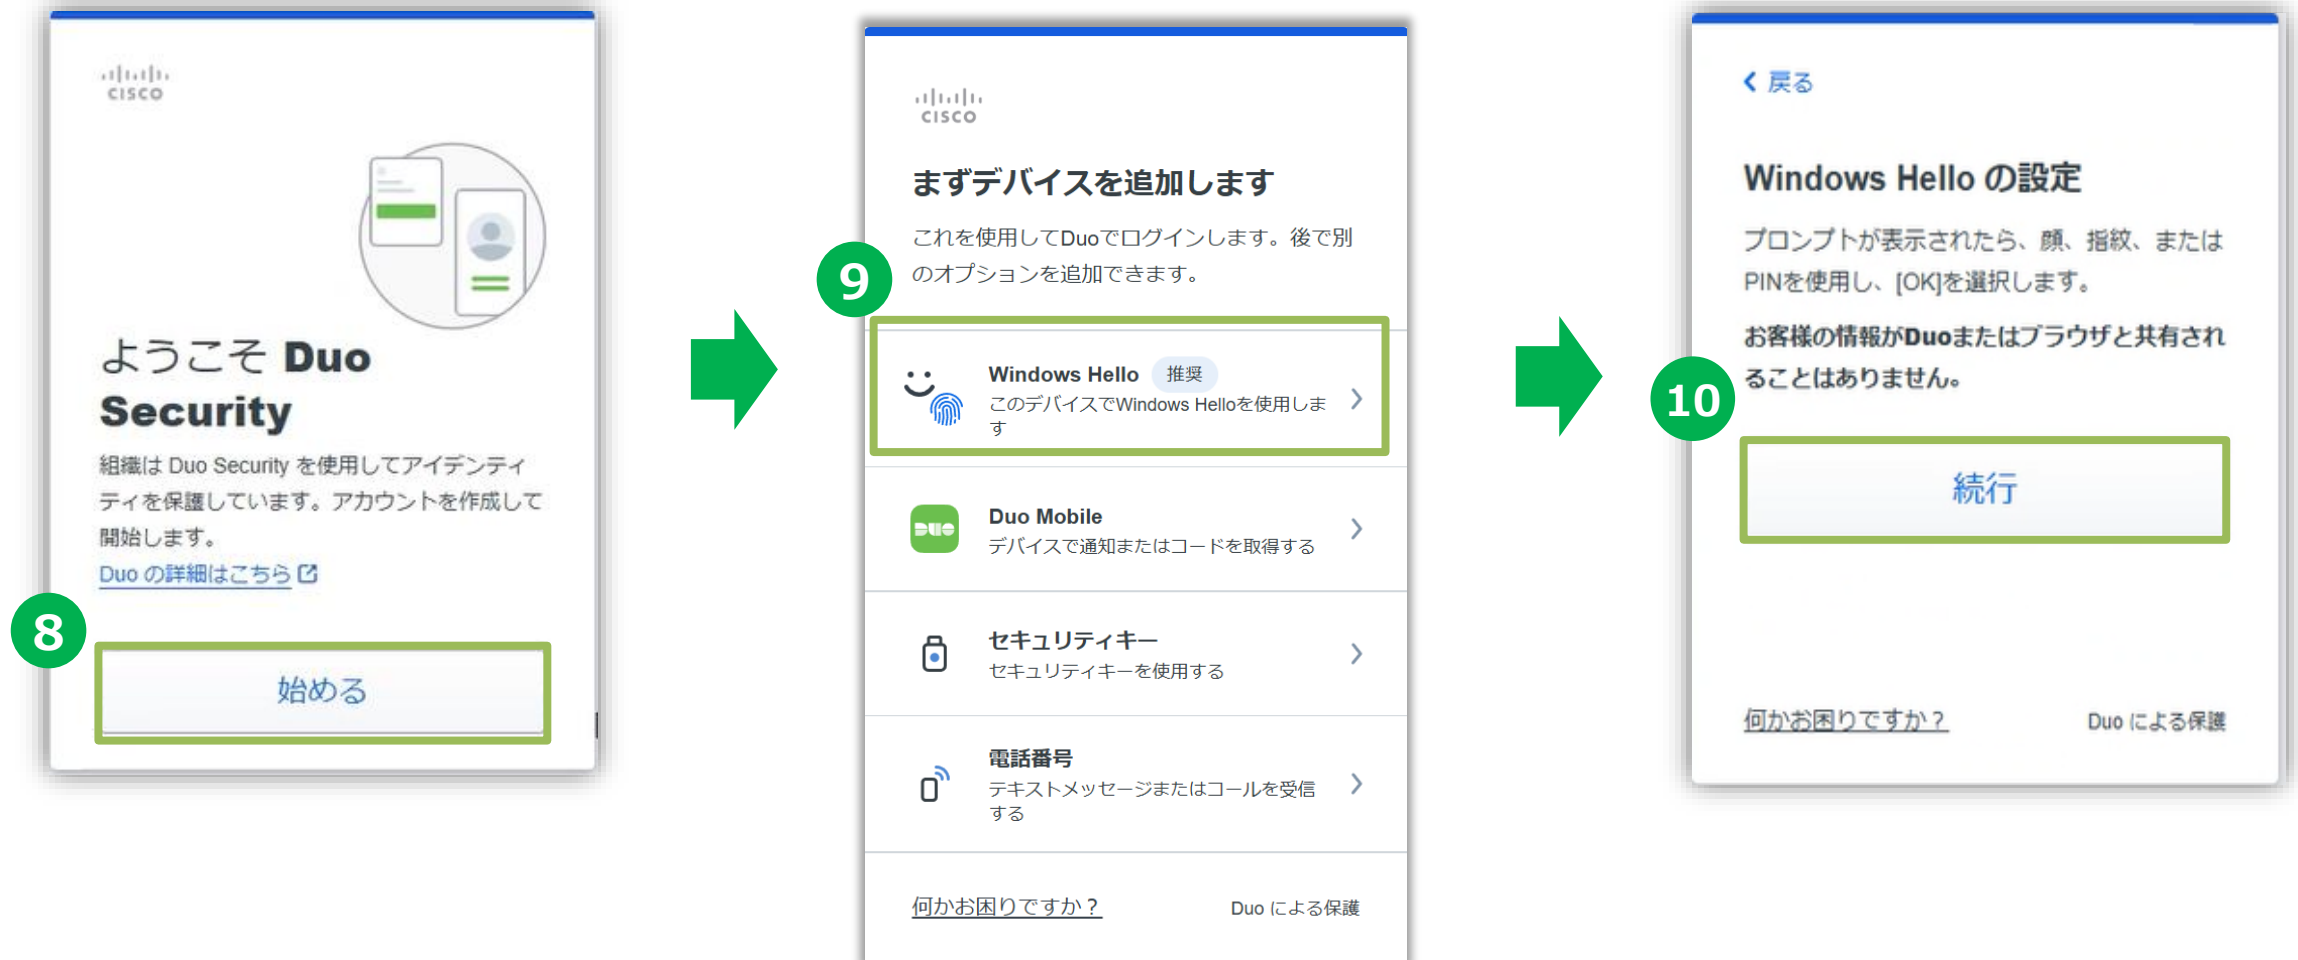 CISCO
ようこそ Duo
Security
組織は Duo Security を使用してアイデンティ
ティを保護しています。アカウントを作成して
開始します。
Duo の詳細はこちら
8
始める
CISCO
まずデバイスを追加します
これを使用してDuoでログインします。後で別
のオプションを追加できます。
9
Windows Hello 推奨
このデバイスでWindows Helloを使用しま
す
Duo Mobile
デバイスで通知またはコードを取得する
セキュリティキー
セキュリティキーを使用する
電話番号
テキストメッセージまたはコールを受信
する
何かお困りですか？
Duo による保護
戻る
Windows Hello の設定
プロンプトが表示されたら、顔、指紋、または
PINを使用し、[OK]を選択します。
お客様の情報がDuoまたはブラウザと共有され
ることはありません。
10
続行
何かお困りですか？
Duo による保護